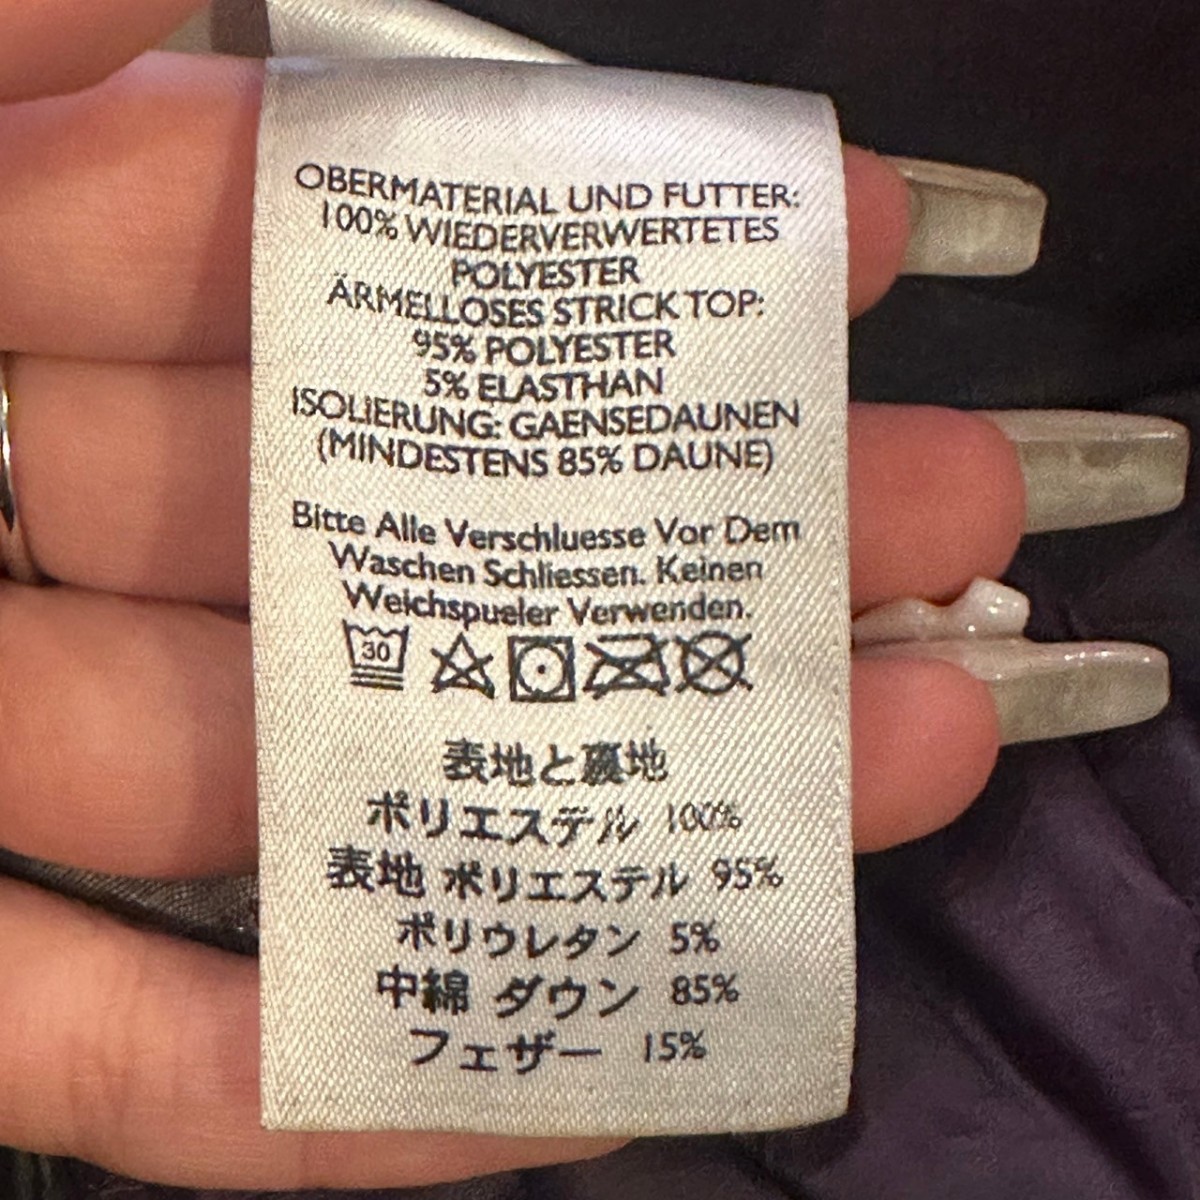 OBERMATERIAL UND FUTTER:
100% WIEDERVERWERTETES
POLYESTER
ÄRMELLOSES STRICK TOP:
95% POLYESTER
5% ELASTHAN
ISOLIERUNG: GAENSEDAUNEN
(MINDESTENS 85% DAUNE)
Bitte Alle Verschluesse Vor Dem
Waschen Schliessen. Keinen
Weichspueler Verwenden.
30
表地と裏地
ポリエステル 100%
表地 ポリエステル 95%
ポリウレタン 5%
中綿 ダウン 85%
フェザー 15%